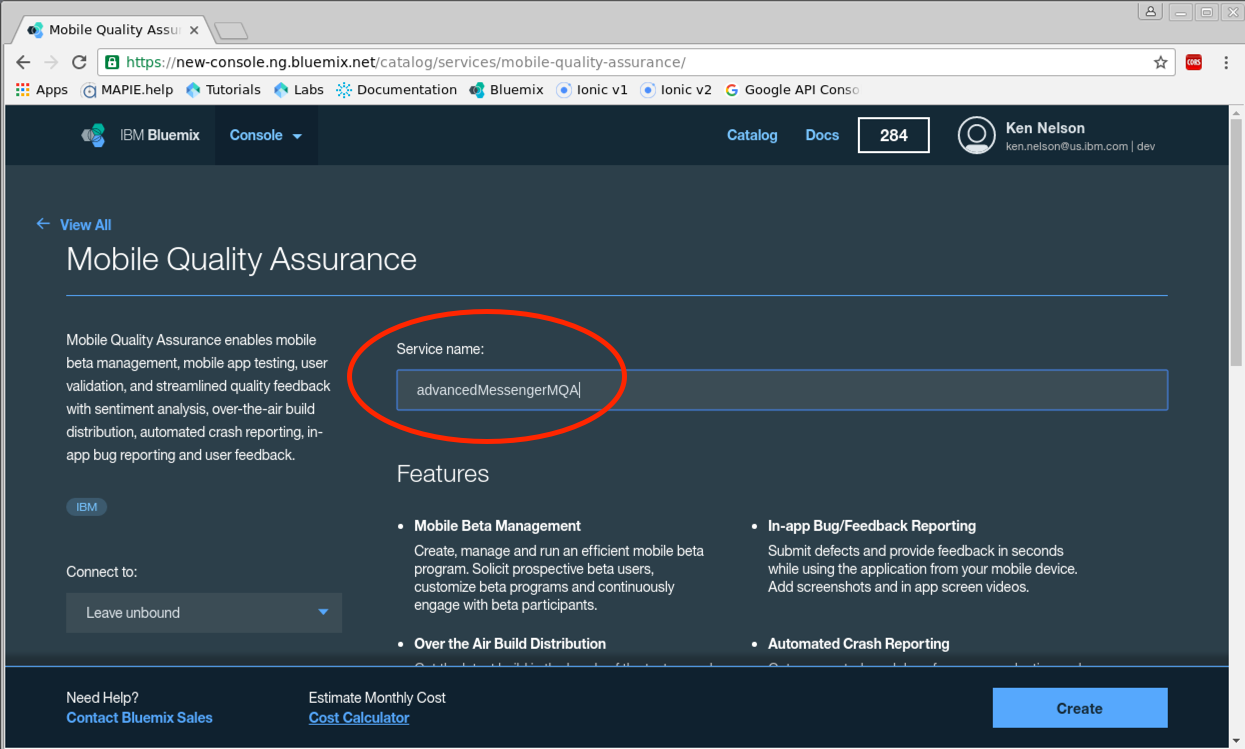 Mobile Quality Assu
https://new-console.ng.bluemix.net/catalog/services/mobile-quality-assurance/
CORS
Apps MAPIE.help Tutorials Labs Documentation Bluemix Ionic v1 Ionic v2 Google API Conso
IBM Bluemix Console Catalog Docs 284 Ken Nelson
ken.nelson@us.ibm.com | dev
View All
Mobile Quality Assurance
Mobile Quality Assurance enables mobile
beta management, mobile app testing, user
validation, and streamlined quality feedback
with sentiment analysis, over-the-air build
distribution, automated crash reporting, in-
app bug reporting and user feedback.
IBM
Connect to:
Leave unbound
Service name:
advancedMessengerMQA
Features
Mobile Beta Management
Create, manage and run an efficient mobile beta
program. Solicit prospective beta users,
customize beta programs and continuously
engage with beta participants.
In-app Bug/Feedback Reporting
Submit defects and provide feedback in seconds
while using the application from your mobile device.
Add screenshots and in app screen videos.
Over the Air Build Distribution
Automated Crash Reporting
Need Help?
Contact Bluemix Sales
Estimate Monthly Cost
Cost Calculator
Create